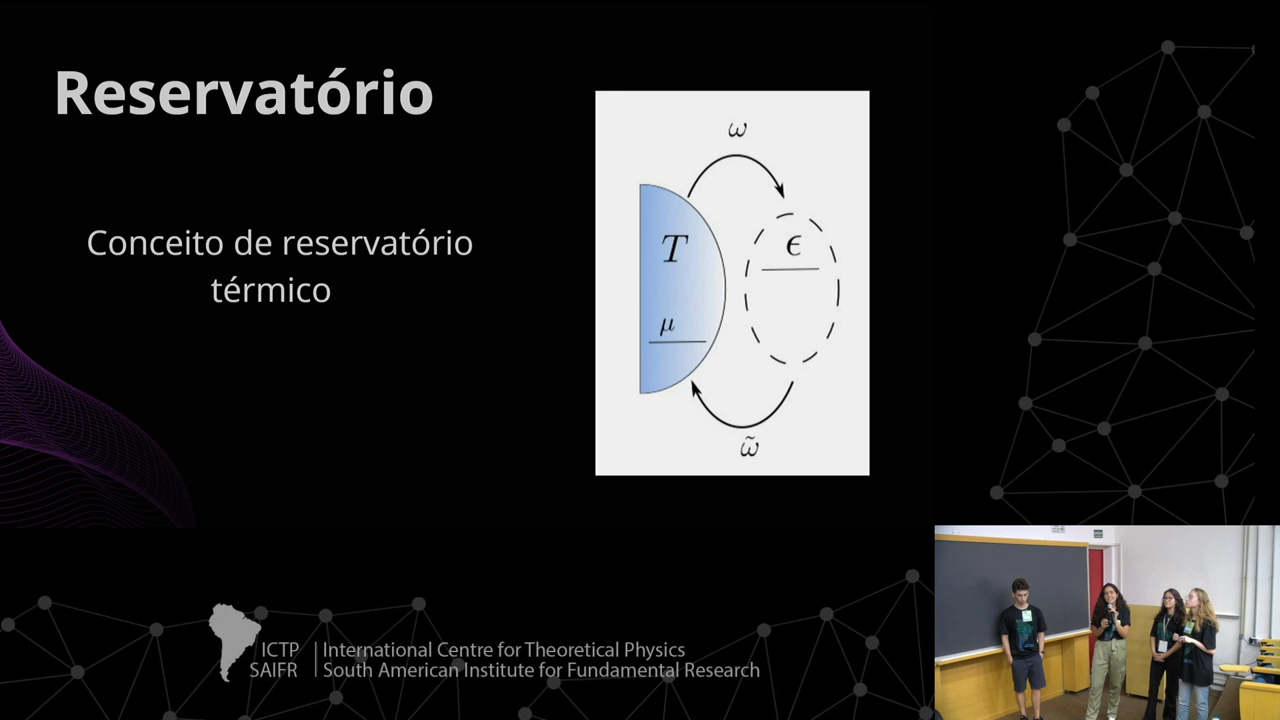 Reservatório
Conceito de reservatório
térmico
ω
T
ϵ
μ
ω̃
ICTP
SAIFR
International Centre for Theoretical Physics
South American Institute for Fundamental Research